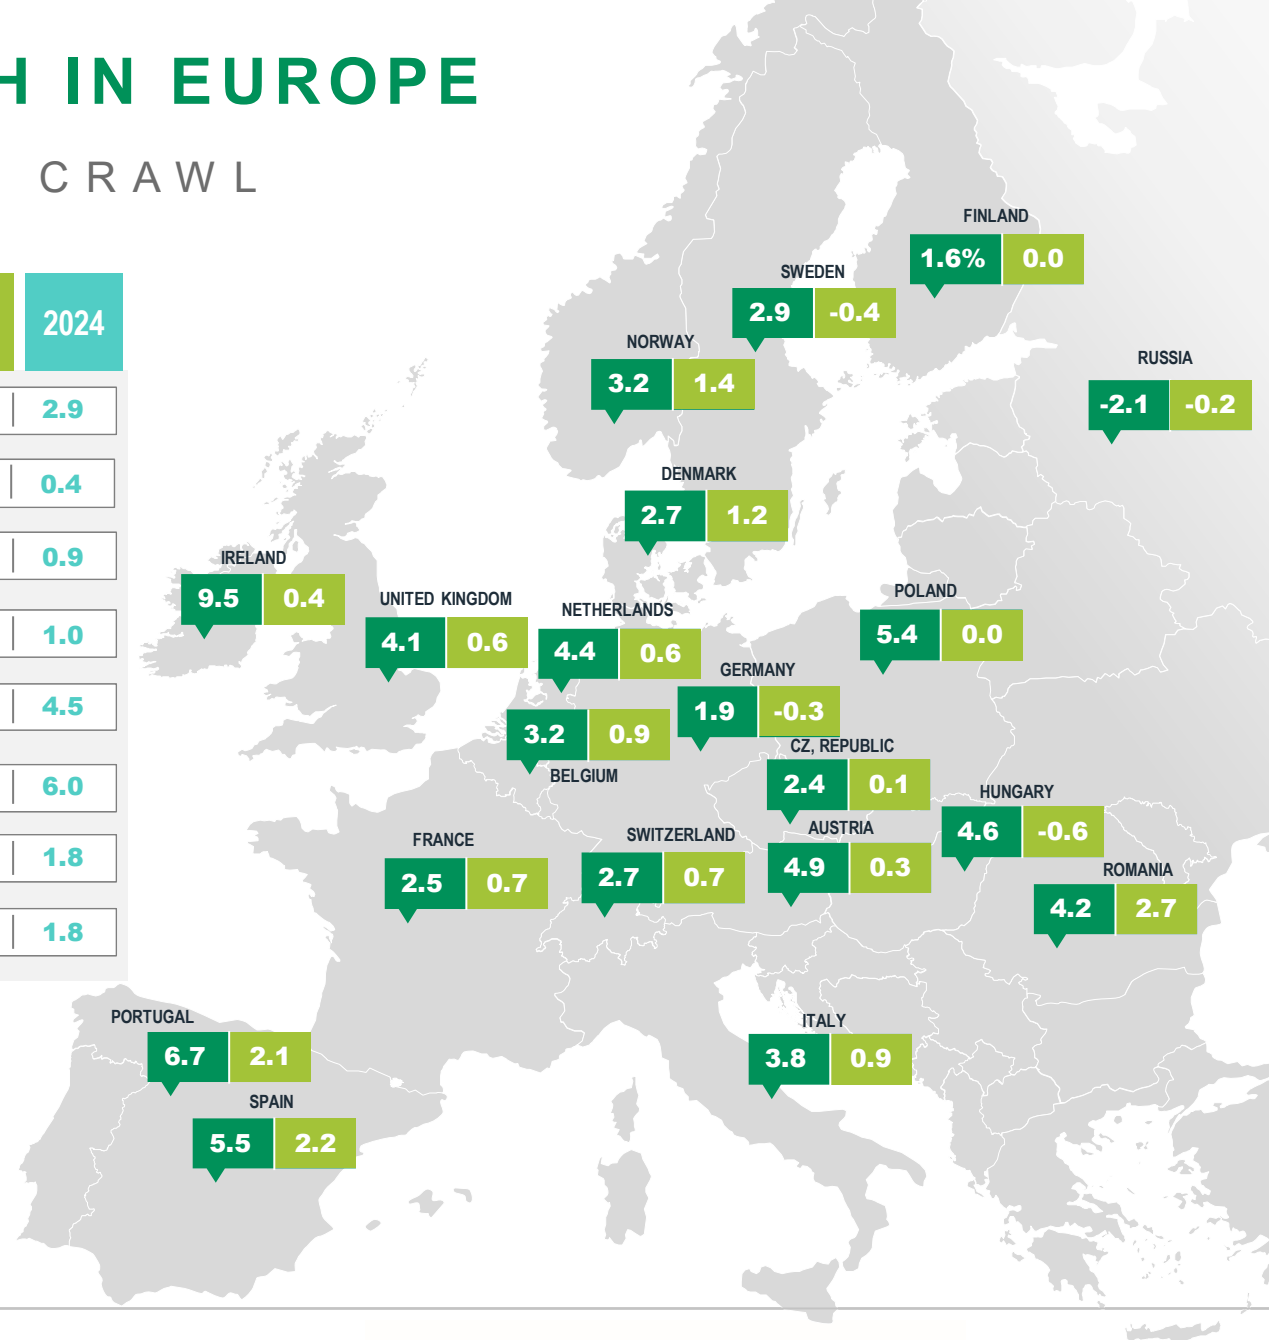 H IN EUROPE
CRAWL
2024
2.9
0.4
0.9
1.0
4.5
6.0
1.8
1.8
FINLAND
1.6% 0.0
SWEDEN
2.9 -0.4
NORWAY
3.2 1.4
RUSSIA
-2.1 -0.2
DENMARK
2.7 1.2
IRELAND
9.5 0.4
UNITED KINGDOM
4.1 0.6
NETHERLANDS
4.4 0.6
POLAND
5.4 0.0
GERMANY
1.9 -0.3
3.2 0.9
BELGIUM
CZ, REPUBLIC
2.4 0.1
HUNGARY
4.6 -0.6
FRANCE
2.5 0.7
SWITZERLAND
2.7 0.7
AUSTRIA
4.9 0.3
ROMANIA
4.2 2.7
PORTUGAL
6.7 2.1
ITALY
3.8 0.9
SPAIN
5.5 2.2